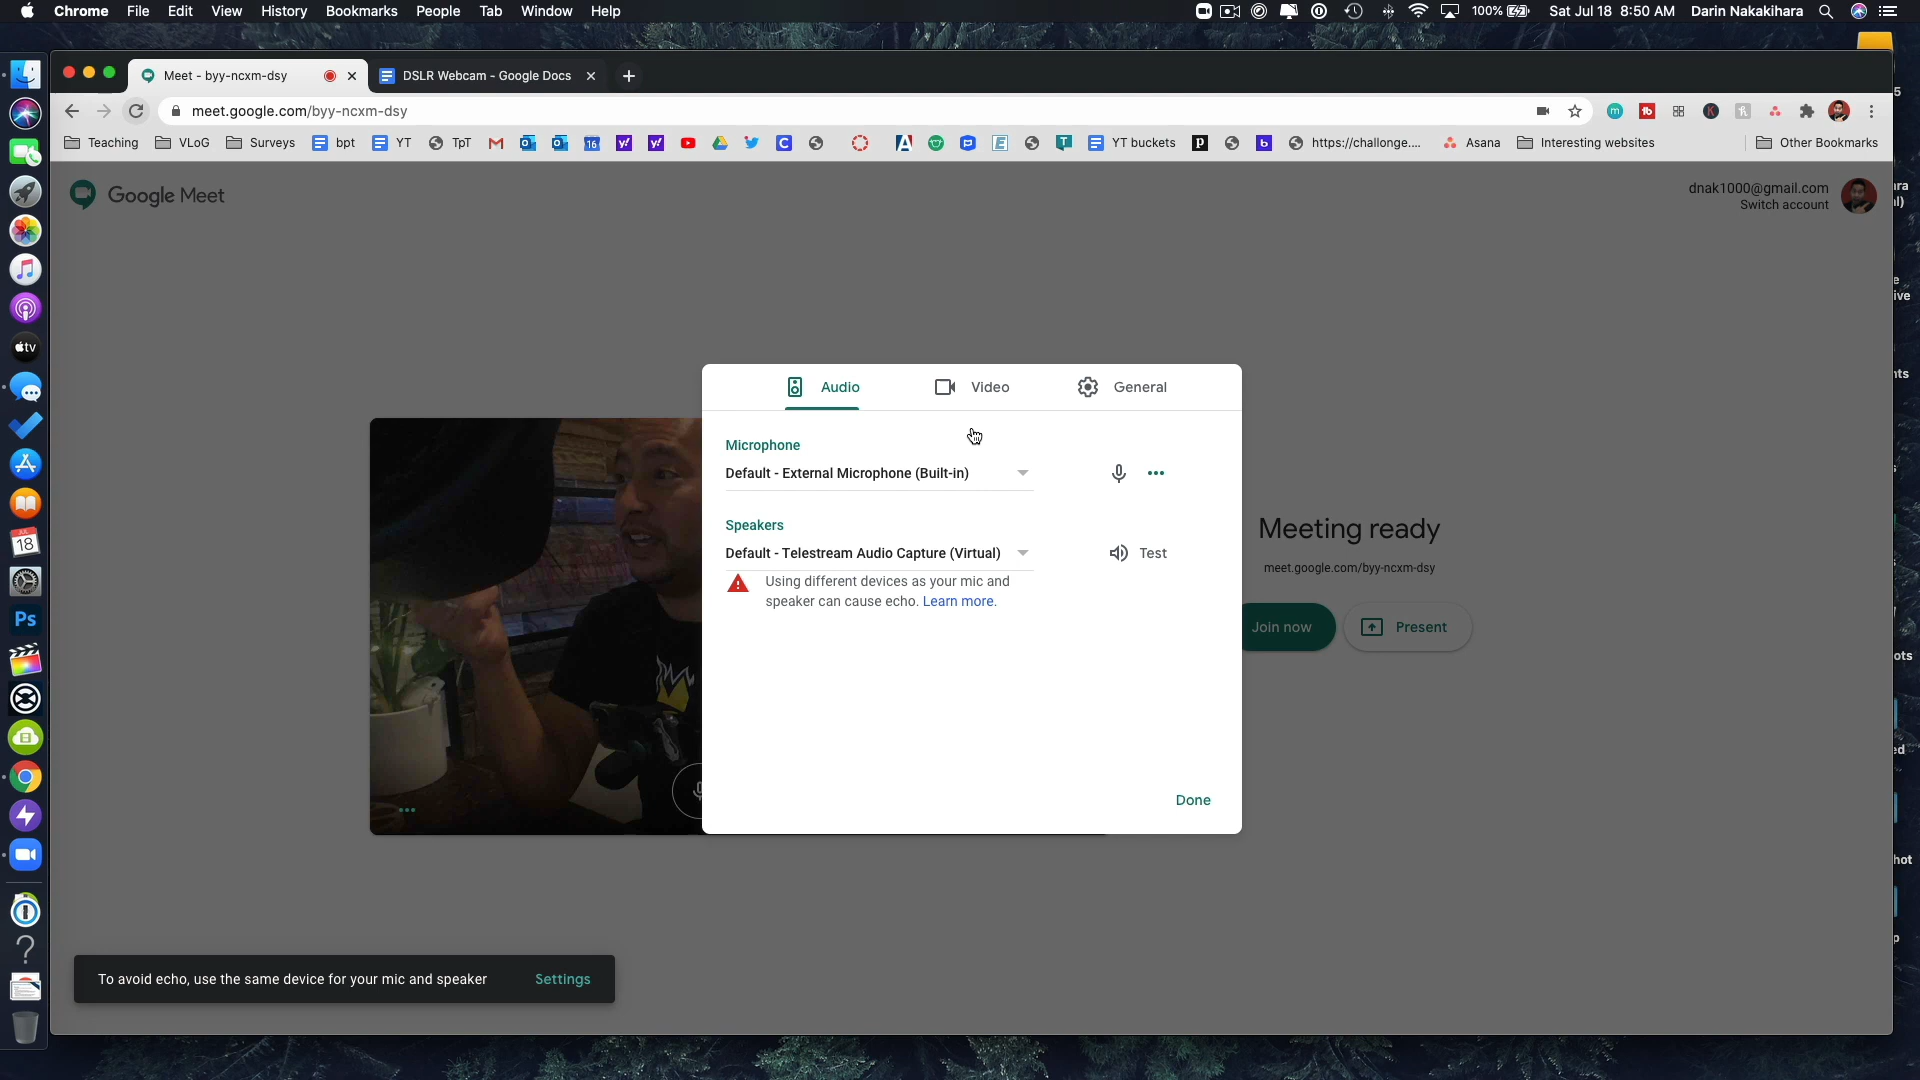 Chrome File Edit View History Bookmarks People Tab Window Help
100% Sat Jul 18 8:50 AM Darin Nakakihara
Meet - byy-ncxm-dsy
DSLR Webcam - Google Docs
meet.google.com/byy-ncxm-dsy
Teaching VLoG Surveys bpt YT TpT YT buckets https://challonge.... Asana Interesting websites Other Bookmarks
Google Meet
dnak1000@gmail.com
Switch account
Audio Video General
Microphone
Default - External Microphone (Built-in)
Speakers
Default - Telestream Audio Capture (Virtual)
Test
Using different devices as your mic and
speaker can cause echo. Learn more.
Done
Meeting ready
meet.google.com/byy-ncxm-dsy
Join now
Present
To avoid echo, use the same device for your mic and speaker Settings
tv
JUL
18
Ps